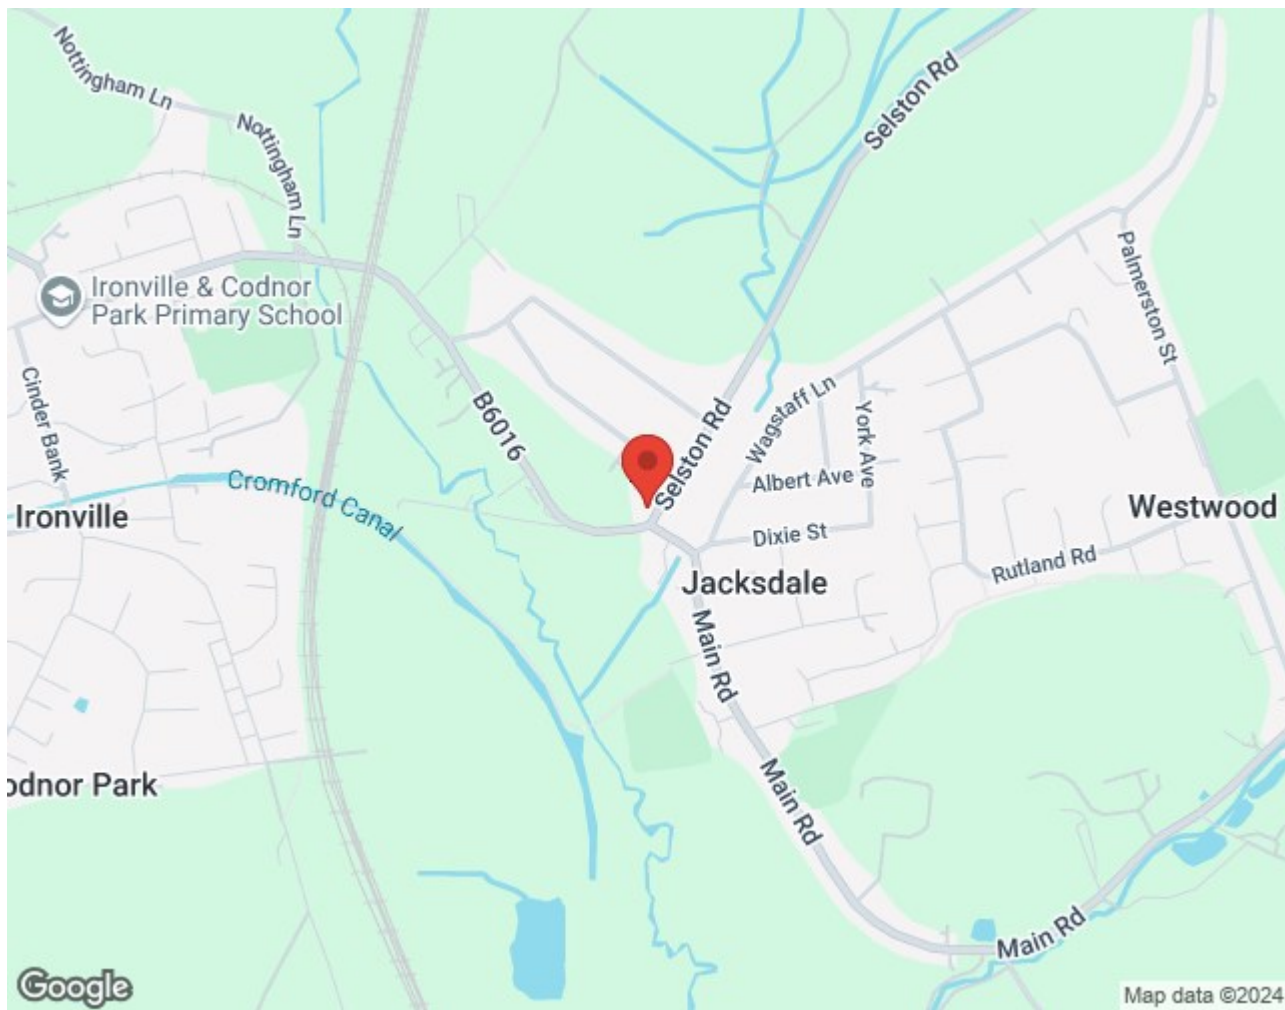 Nottingham Ln
Nottingham Ln
Selston Rd
Palmerston St
Ironville & Codnor
Park Primary School
Cinder Bank
B6016
Selston Rd
Wagstaff Ln
York Ave
Cromford Canal
Albert Ave
Ironville
Westwood
Dixie St
Rutland Rd
Jacksdale
Main Rd
odnor Park
Main Rd
Main Rd
Google
Map data ©2024